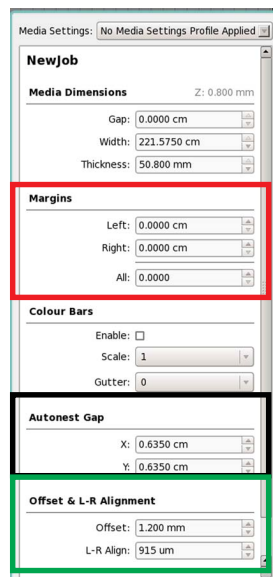 Media Settings: No Media Settings Profile Applied
NewJob
Media Dimensions Z: 0.800 mm
Gap: 0.0000 cm
Width: 221.5750 cm
Thickness: 50.800 mm
Margins
Left: 0.0000 cm
Right: 0.0000 cm
All: 0.0000
Colour Bars
Enable:
Scale: 1
Gutter: 0
Autonest Gap
X: 0.6350 cm
Y: 0.6350 cm
Offset & L-R Alignment
Offset: 1.200 mm
L-R Align: 915 um